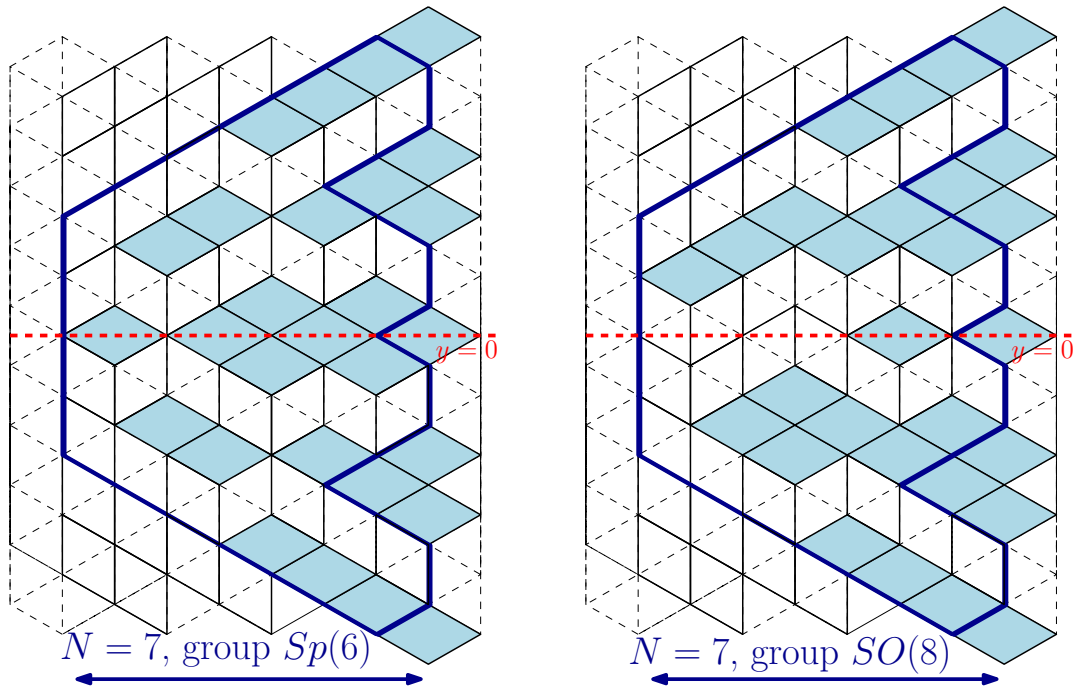 y = 0
y = 0
N = 7, group Sp(6)
N = 7, group SO(8)